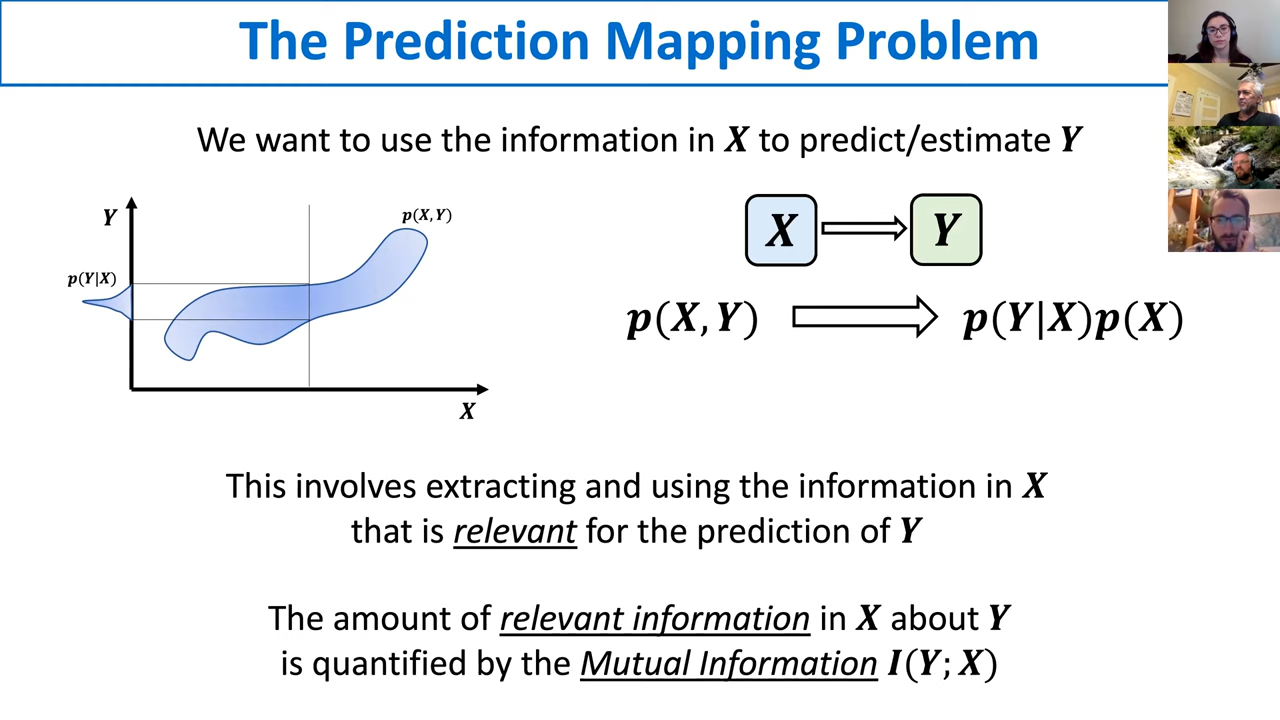 The Prediction Mapping Problem
We want to use the information in X to predict/estimate Y
Y
p(X,Y)
p(Y|X)
X
X
Y
p(X,Y)
p(Y|X)p(X)
This involves extracting and using the information in X
that is relevant for the prediction of Y
The amount of relevant information in X about Y
is quantified by the Mutual Information I(Y; X)